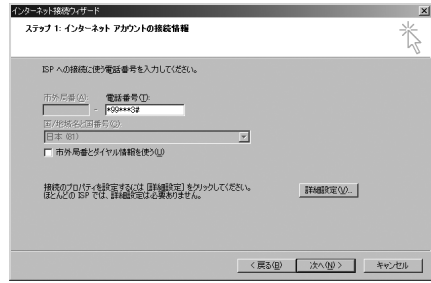 インターネット接続ウィザード
ステップ 1: インターネット アカウントの接続情報
ISP への接続に使う電話番号を入力してください。
市外局番(A): 電話番号(T):
- *99***3#
国/地域名と国番号(C)
日本 (81)
市外局番とダイヤル情報を使う(U)
接続のプロパティを設定するには [詳細設定] をクリックしてください。
ほとんどの ISP では、詳細設定は必要ありません。
詳細設定(V)...
< 戻る(B) 次へ(N) > キャンセル